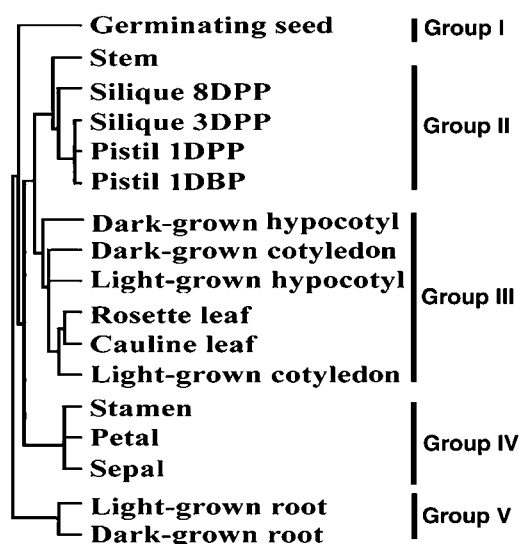 Germinating seed
Group I
Stem
Silique 8DPP
Silique 3DPP
Pistil 1DPP
Pistil 1DBP
Group II
Dark-grown hypocotyl
Dark-grown cotyledon
Light-grown hypocotyl
Rosette leaf
Cauline leaf
Light-grown cotyledon
Group III
Stamen
Petal
Sepal
Group IV
Light-grown root
Dark-grown root
Group V